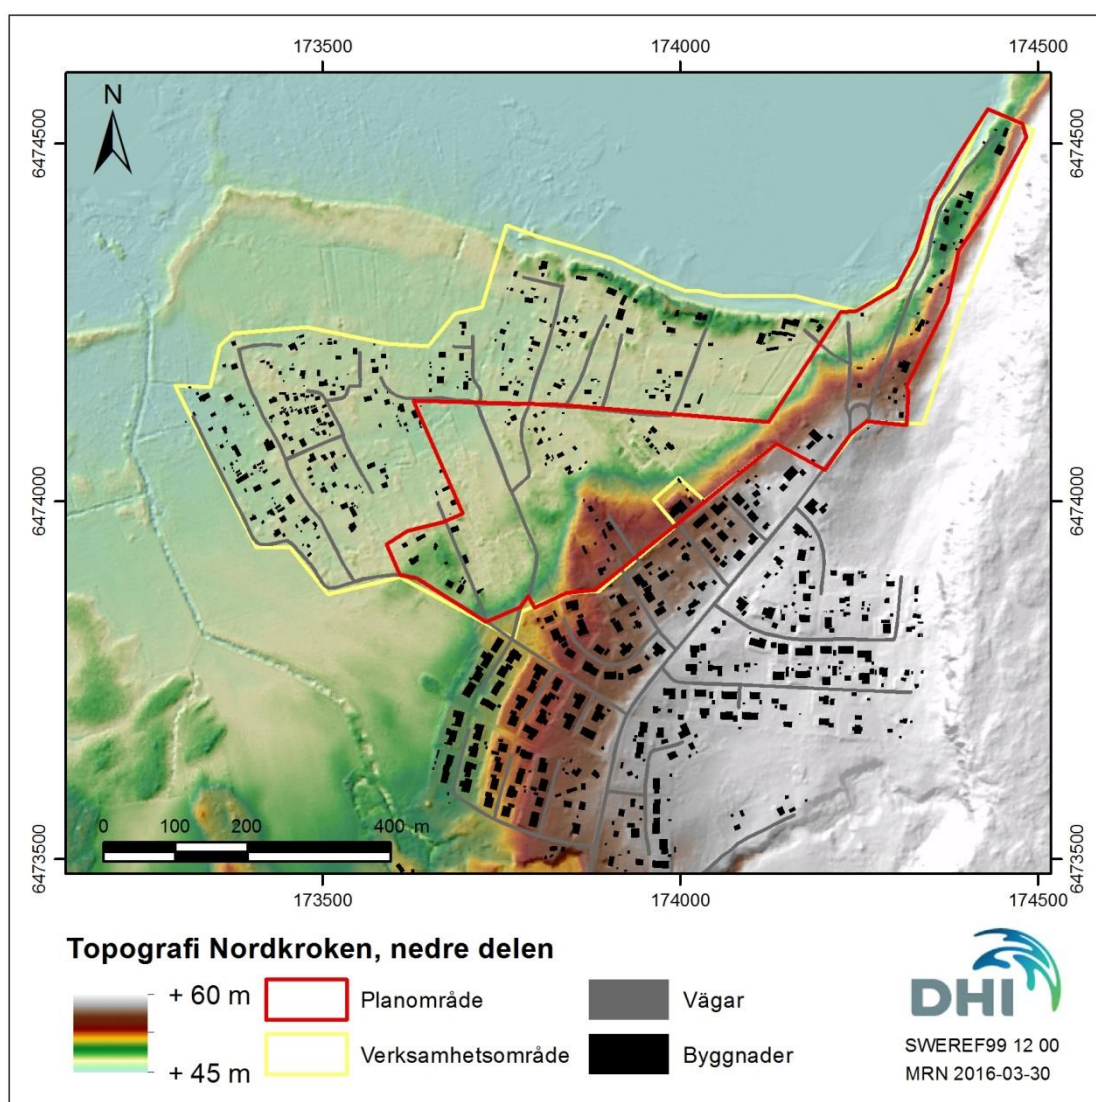 173500 174000 174500
N
6474500 6474500
6474000 6474000
0 100 200 400 m
6473500 6473500
173500 174000 174500
Topografi Nordkroken, nedre delen
+ 60 m Planområde Vägar
+ 45 m Verksamhetsområde Byggnader
DHI
SWEREF99 12 00
MRN 2016-03-30